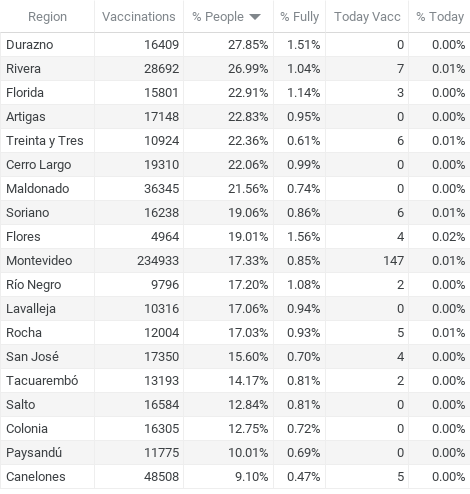 Region Vaccinations % People % Fully Today Vacc % Today
Durazno 16409 27.85% 1.51% 0 0.00%
Rivera 28692 26.99% 1.04% 7 0.01%
Florida 15801 22.91% 1.14% 3 0.00%
Artigas 17148 22.83% 0.95% 0 0.00%
Treinta y Tres 10924 22.36% 0.61% 6 0.01%
Cerro Largo 19310 22.06% 0.99% 0 0.00%
Maldonado 36345 21.56% 0.74% 0 0.00%
Soriano 16238 19.06% 0.86% 6 0.01%
Flores 4964 19.01% 1.56% 4 0.02%
Montevideo 234933 17.33% 0.85% 147 0.01%
Río Negro 9796 17.20% 1.08% 2 0.00%
Lavalleja 10316 17.06% 0.94% 0 0.00%
Rocha 12004 17.03% 0.93% 5 0.01%
San José 17350 15.60% 0.70% 4 0.00%
Tacuarembó 13193 14.17% 0.81% 2 0.00%
Salto 16584 12.84% 0.81% 0 0.00%
Colonia 16305 12.75% 0.72% 0 0.00%
Paysandú 11775 10.01% 0.69% 0 0.00%
Canelones 48508 9.10% 0.47% 5 0.00%